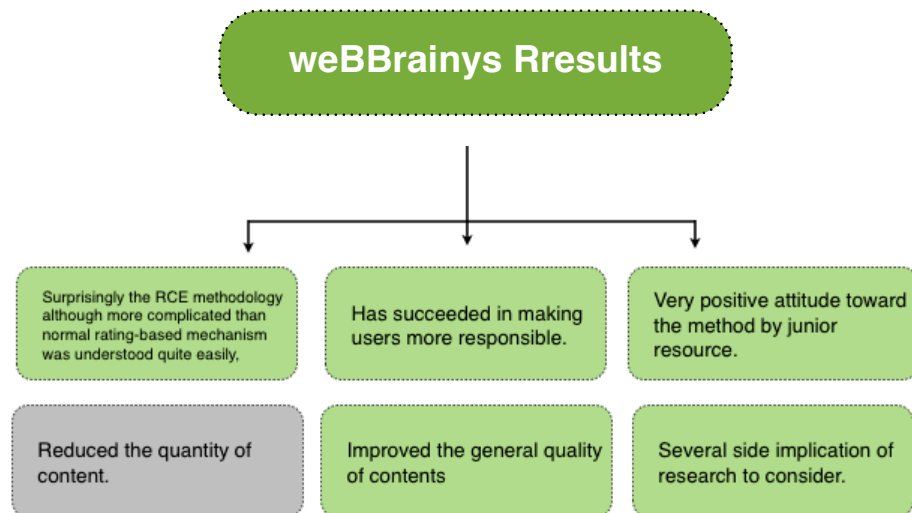 weBBrainys Rresults
Surprisingly the RCE methodology
although more complicated than
normal rating-based mechanism
was understood quite easily,
Has succeeded in making
users more responsible.
Very positive attitude toward
the method by junior
resource.
Reduced the quantity of
content.
Improved the general quality
of contents
Several side implication of
research to consider.